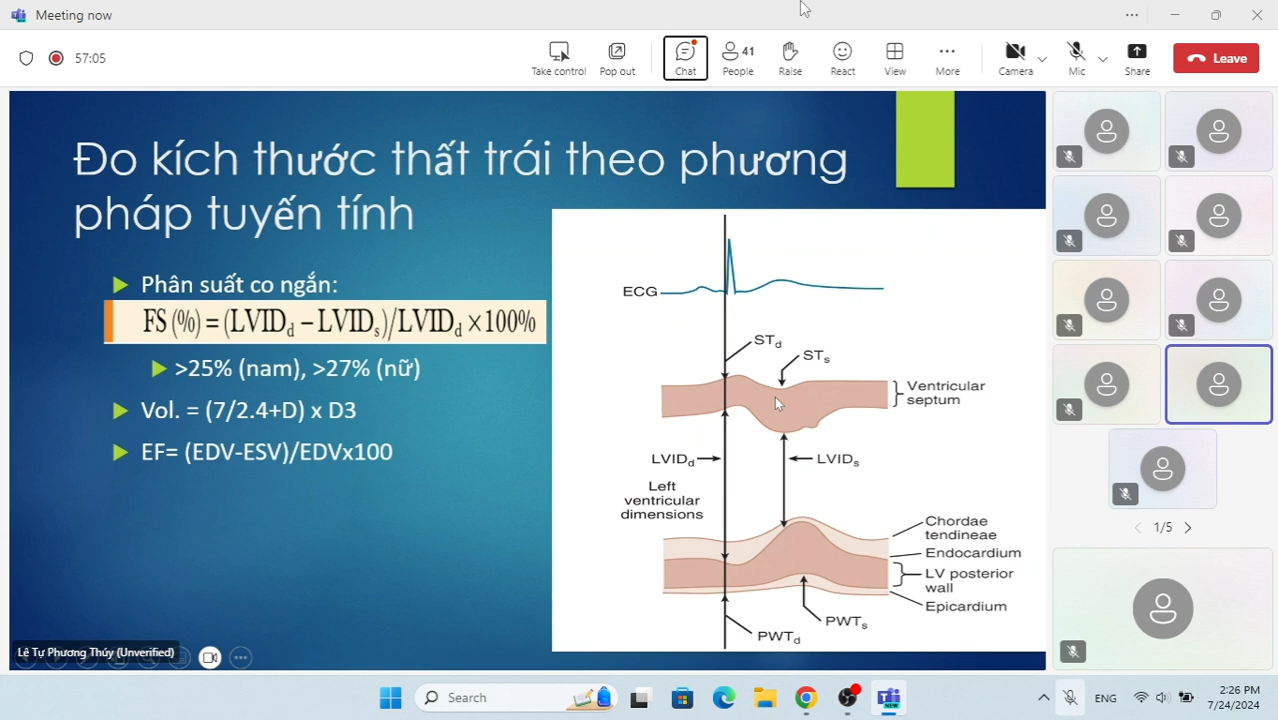 Meeting now
57:05
Take control
Pop out
Chat
41
People
Raise
React
View
More
Camera
Mic
Share
Leave
Đo kích thước thất trái theo phương
pháp tuyến tính
Phân suất co ngắn:
FS (%) = (LVIDd − LVIDs)/LVIDd ×100%
>25% (nam), >27% (nữ)
Vol. = (7/2.4+D) x D3
EF= (EDV-ESV)/EDVx100
ECG
STd
STs
Ventricular
septum
LVIDd
LVIDs
Left
ventricular
dimensions
Chordae
tendineae
Endocardium
LV posterior
wall
Epicardium
PWTs
PWTd
Lê Tự Phương Thúy (Unverified)
1/5
Search
NEW
ENG
2:26 PM
7/24/2024